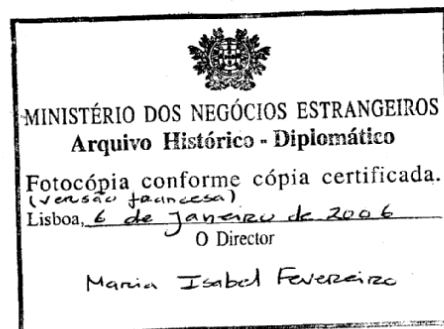 MINISTÉRIO DOS NEGÓCIOS ESTRANGEIROS
Arquivo Histórico - Diplomático
Fotocópia conforme cópia certificada.
(versão francesa)
Lisboa, 6 de Janeiro de 2006
O Director
Maria Isabel Fevereiro